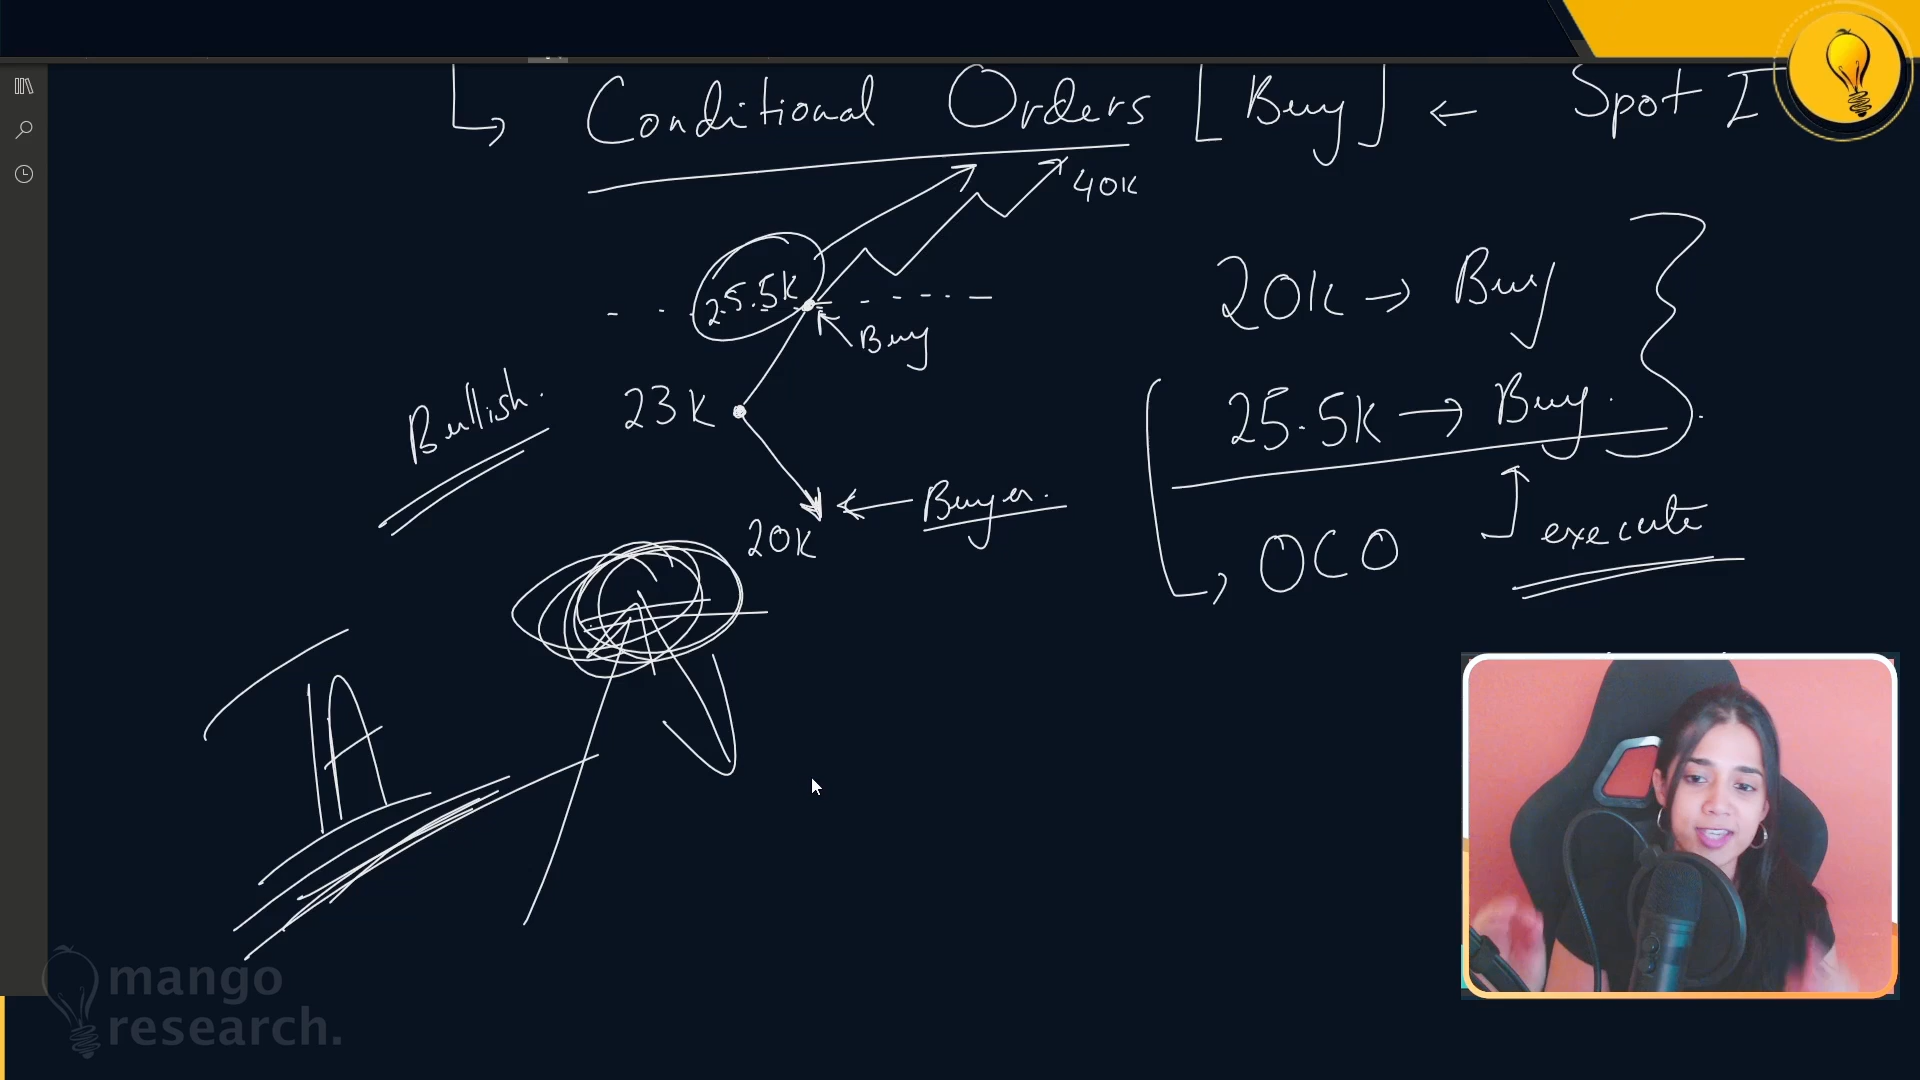 Conditional Orders [Buy] ← Spot I
40K
25.5K
Buy
20K → Buy
Bullish.
23K
25.5K → Buy.
Buyer.
20K
OCO
execute
TA
mango
research.